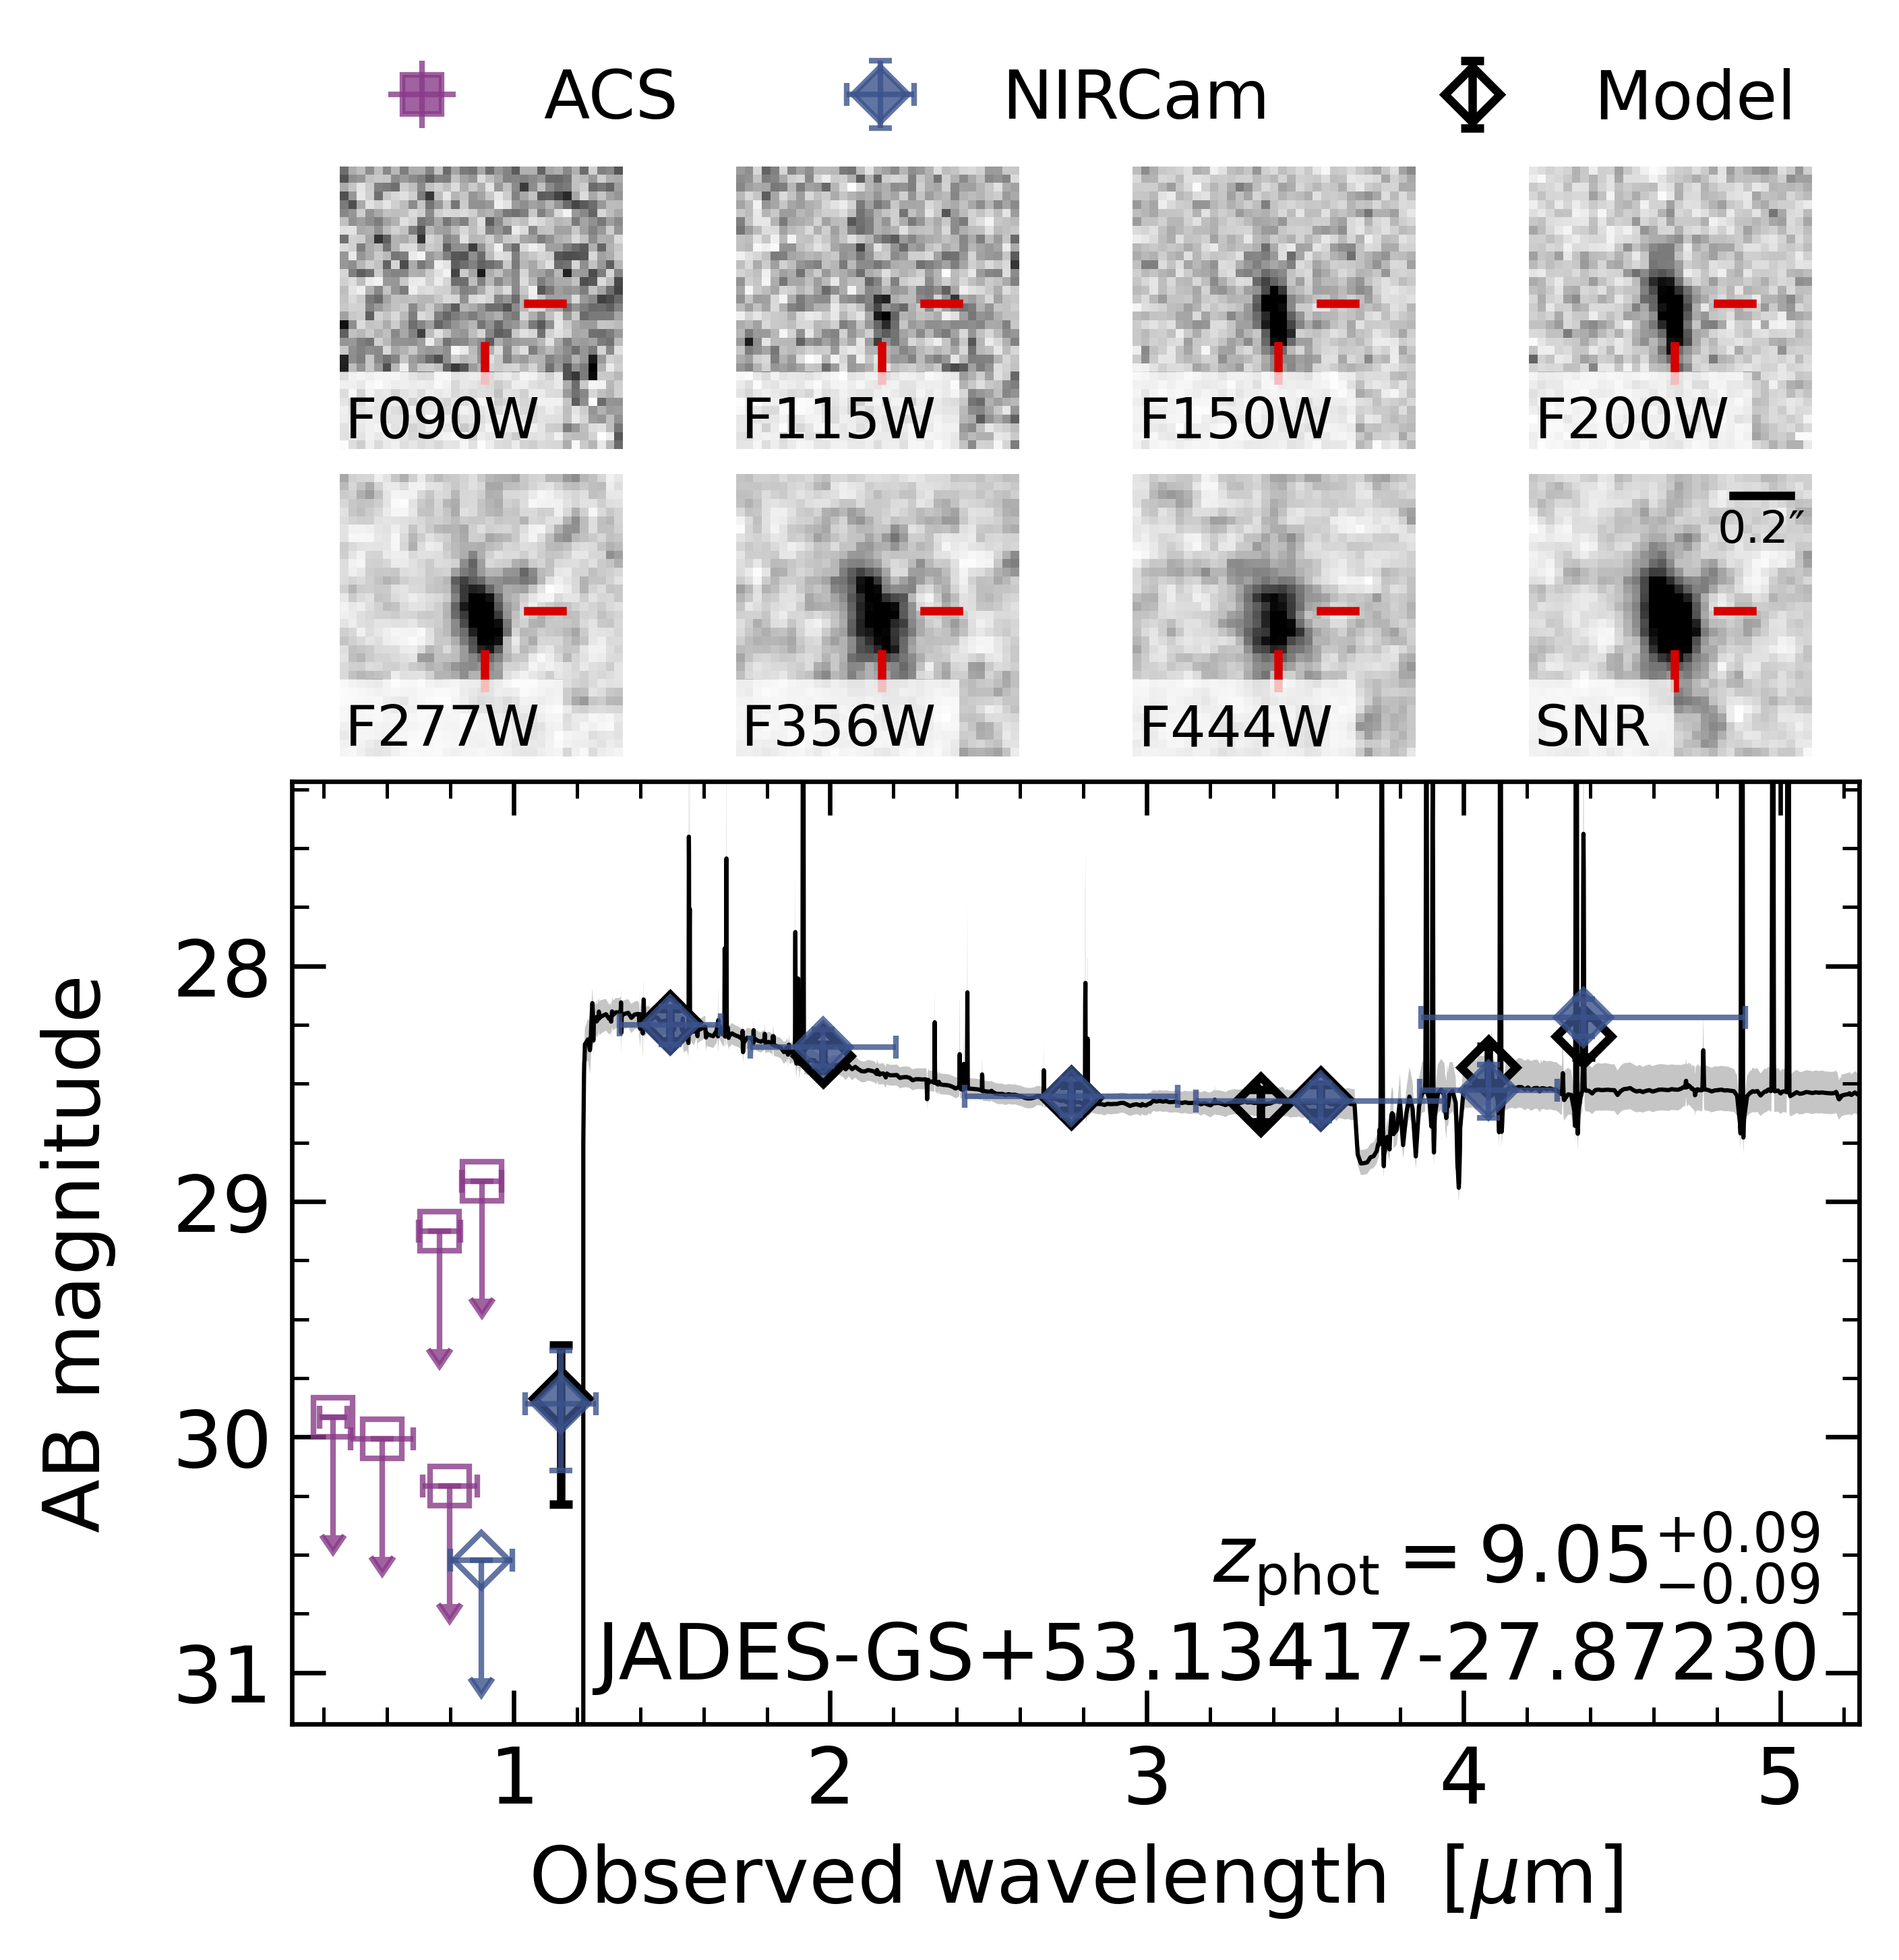 ACS NIRCam Model
F090W F115W F150W F200W
0.2″
F277W F356W F444W SNR
AB magnitude
28
29
30
31
z_phot = 9.05^{+0.09}_{−0.09}
JADES-GS+53.13417-27.87230
1 2 3 4 5
Observed wavelength [μm]